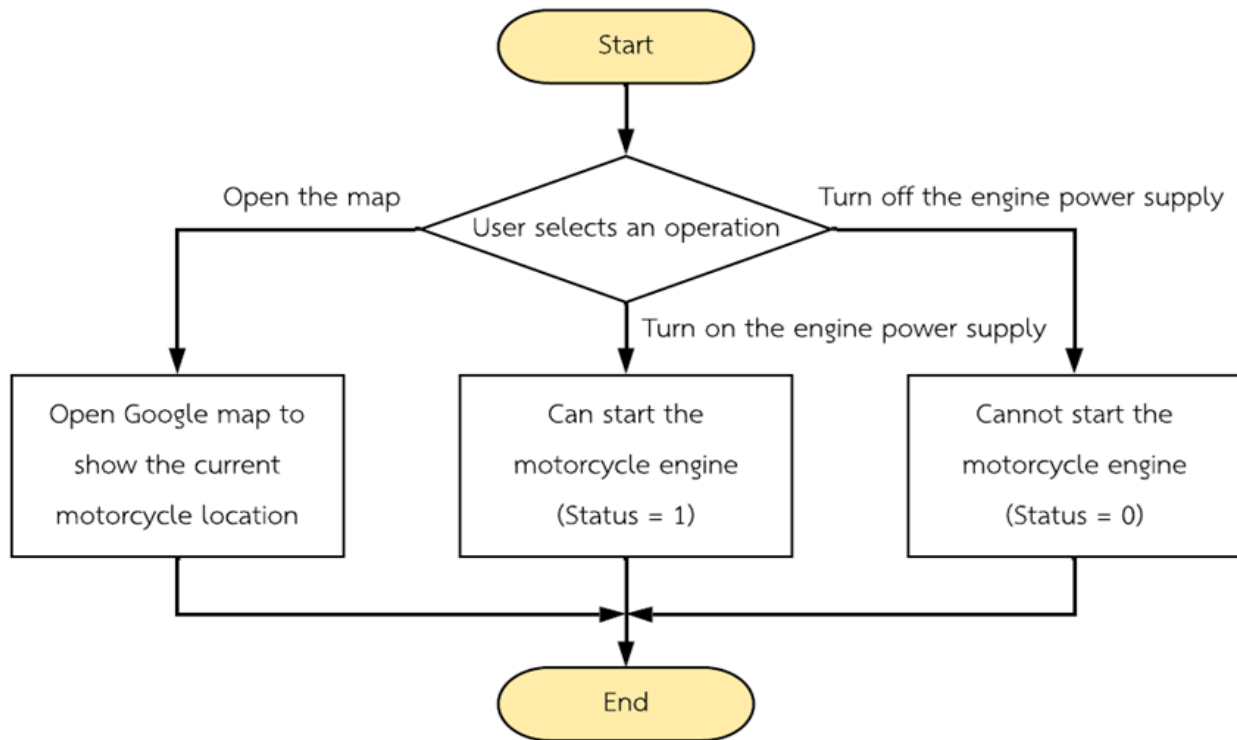 Start
Open the map
Turn off the engine power supply
User selects an operation
Turn on the engine power supply
Open Google map to
show the current
motorcycle location
Can start the
motorcycle engine
(Status = 1)
Cannot start the
motorcycle engine
(Status = 0)
End